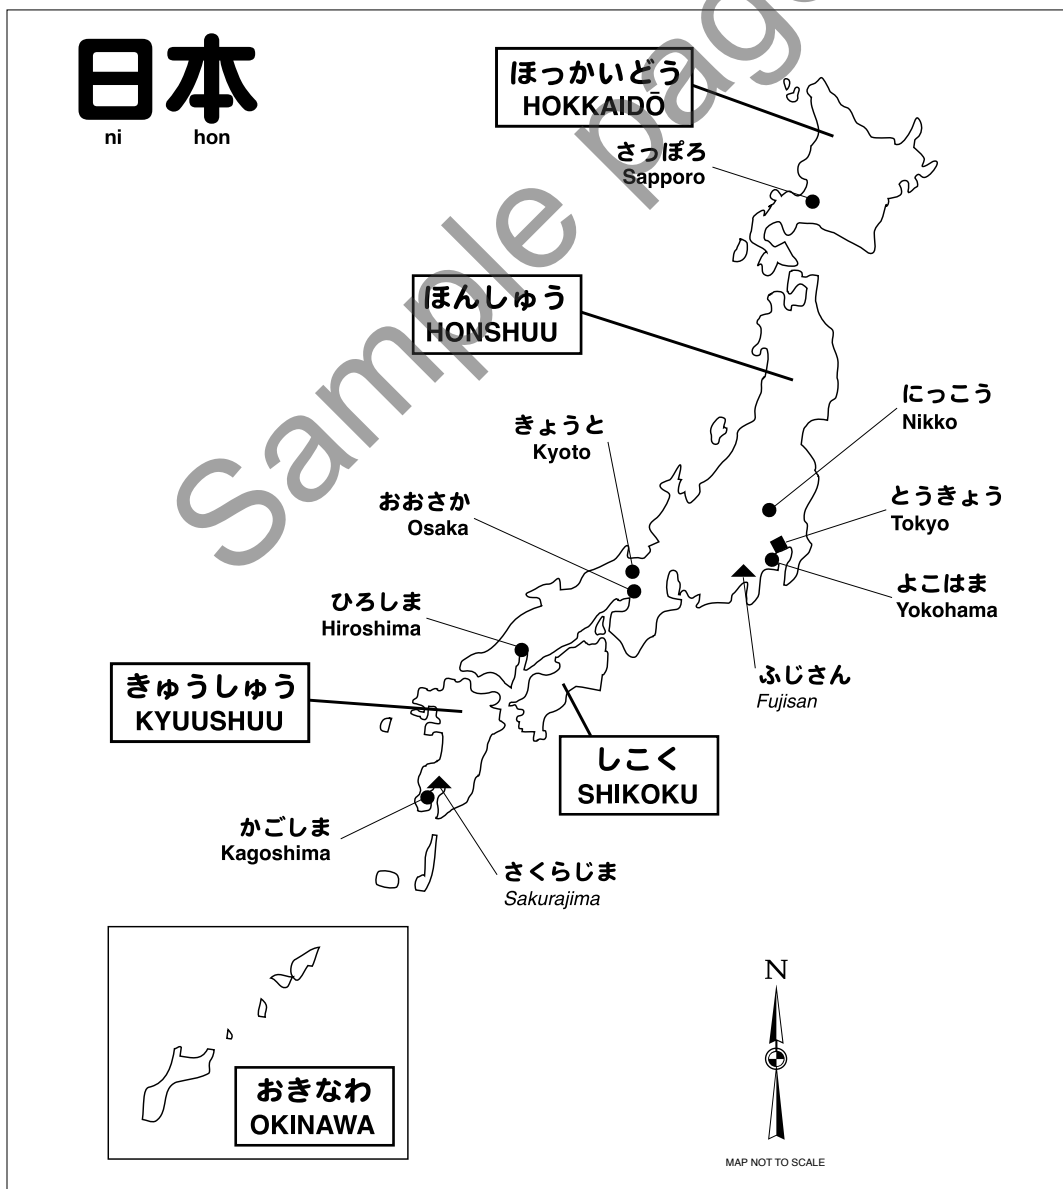 日本
ni hon
ほっかいどう
HOKKAIDŌ
さっぽろ
Sapporo
ほんしゅう
HONSHUU
にっこう
Nikko
きょうと
Kyoto
おおさか
Osaka
とうきょう
Tokyo
よこはま
Yokohama
ひろしま
Hiroshima
ふじさん
Fujisan
きゅうしゅう
KYUUSHUU
しこく
SHIKOKU
かごしま
Kagoshima
さくらじま
Sakurajima
おきなわ
OKINAWA
N
MAP NOT TO SCALE
Sample pag